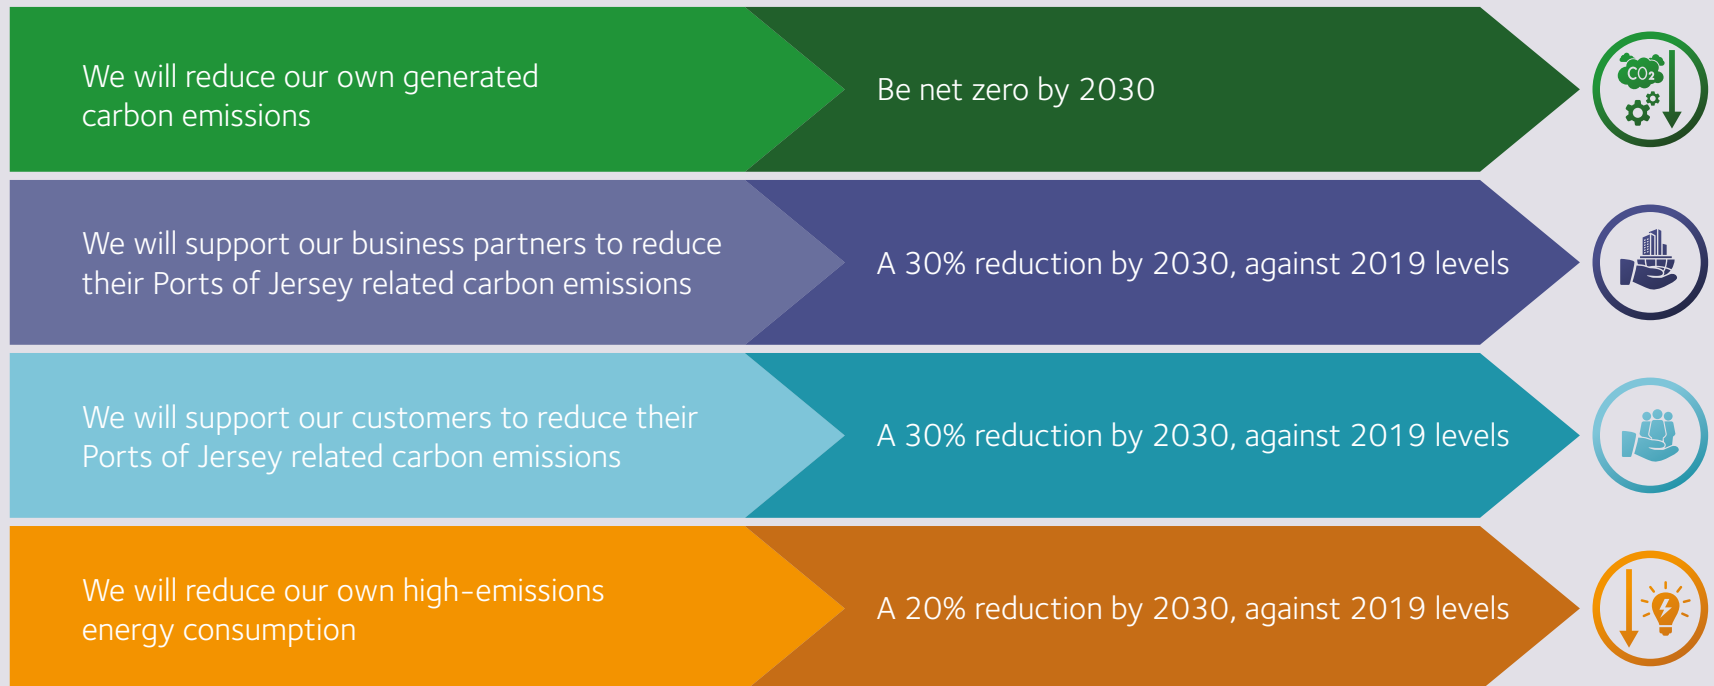 We will reduce our own generated
carbon emissions
Be net zero by 2030
CO2
We will support our business partners to reduce
their Ports of Jersey related carbon emissions
A 30% reduction by 2030, against 2019 levels
We will support our customers to reduce their
Ports of Jersey related carbon emissions
A 30% reduction by 2030, against 2019 levels
We will reduce our own high-emissions
energy consumption
A 20% reduction by 2030, against 2019 levels